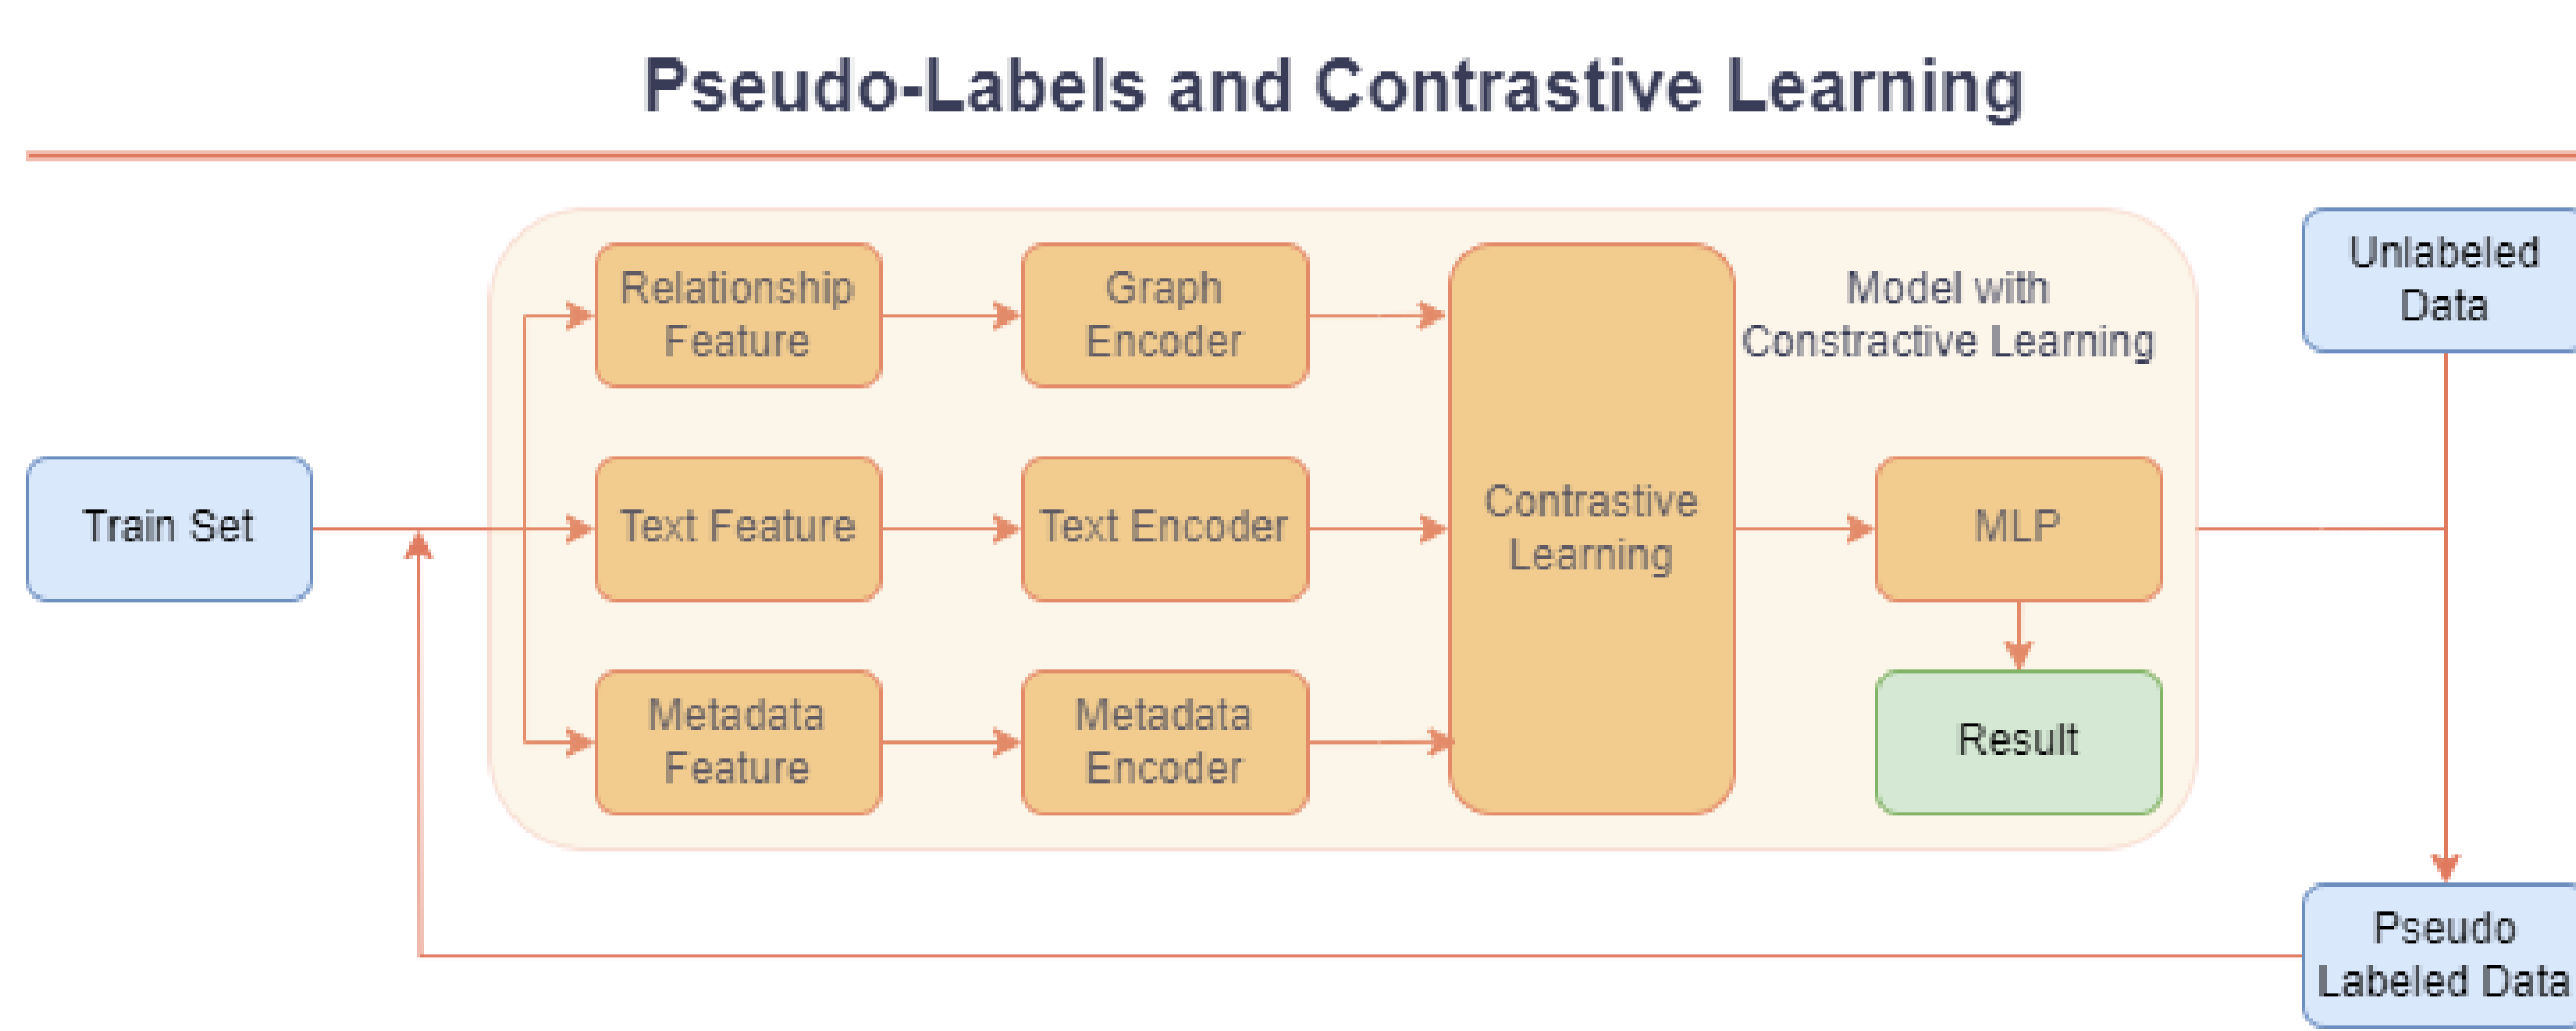 Pseudo-Labels and Contrastive Learning
Relationship
Feature
Graph
Encoder
Model with
Constractive Learning
Unlabeled
Data
Train Set
Text Feature
Text Encoder
Contrastive
Learning
MLP
Metadata
Feature
Metadata
Encoder
Result
Pseudo
Labeled Data